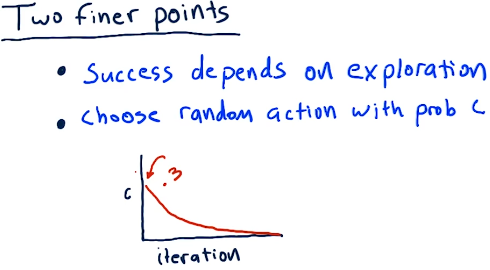 Two finer points
• Success depends on exploration
• choose random action with prob c
.3
c
iteration